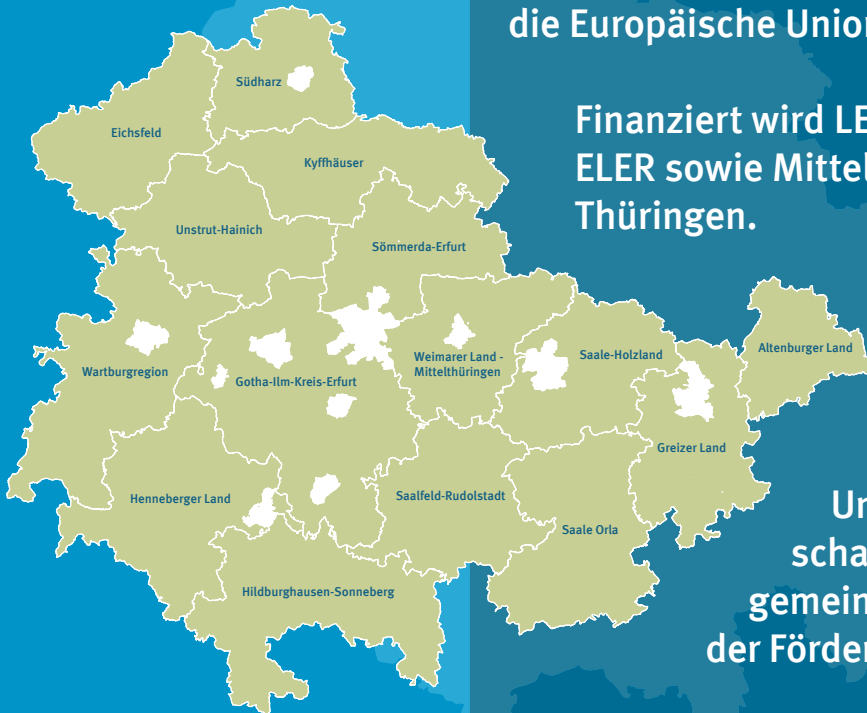 die Europäische Union
Finanziert wird
ELER sowie Mittel
Thüringen.
Südharz
Eichsfeld
Kyffhäuser
Unstrut-Hainich
Sömmerda-Erfurt
Wartburgregion
Gotha-Ilm-Kreis-Erfurt
Weimarer Land -
Mittelthüringen
Saale-Holzland
Altenburger Land
Greizer Land
Henneberger Land
Saalfeld-Rudolstadt
Saale Orla
Hildburghausen-Sonneberg
scha
gemein
der Förder